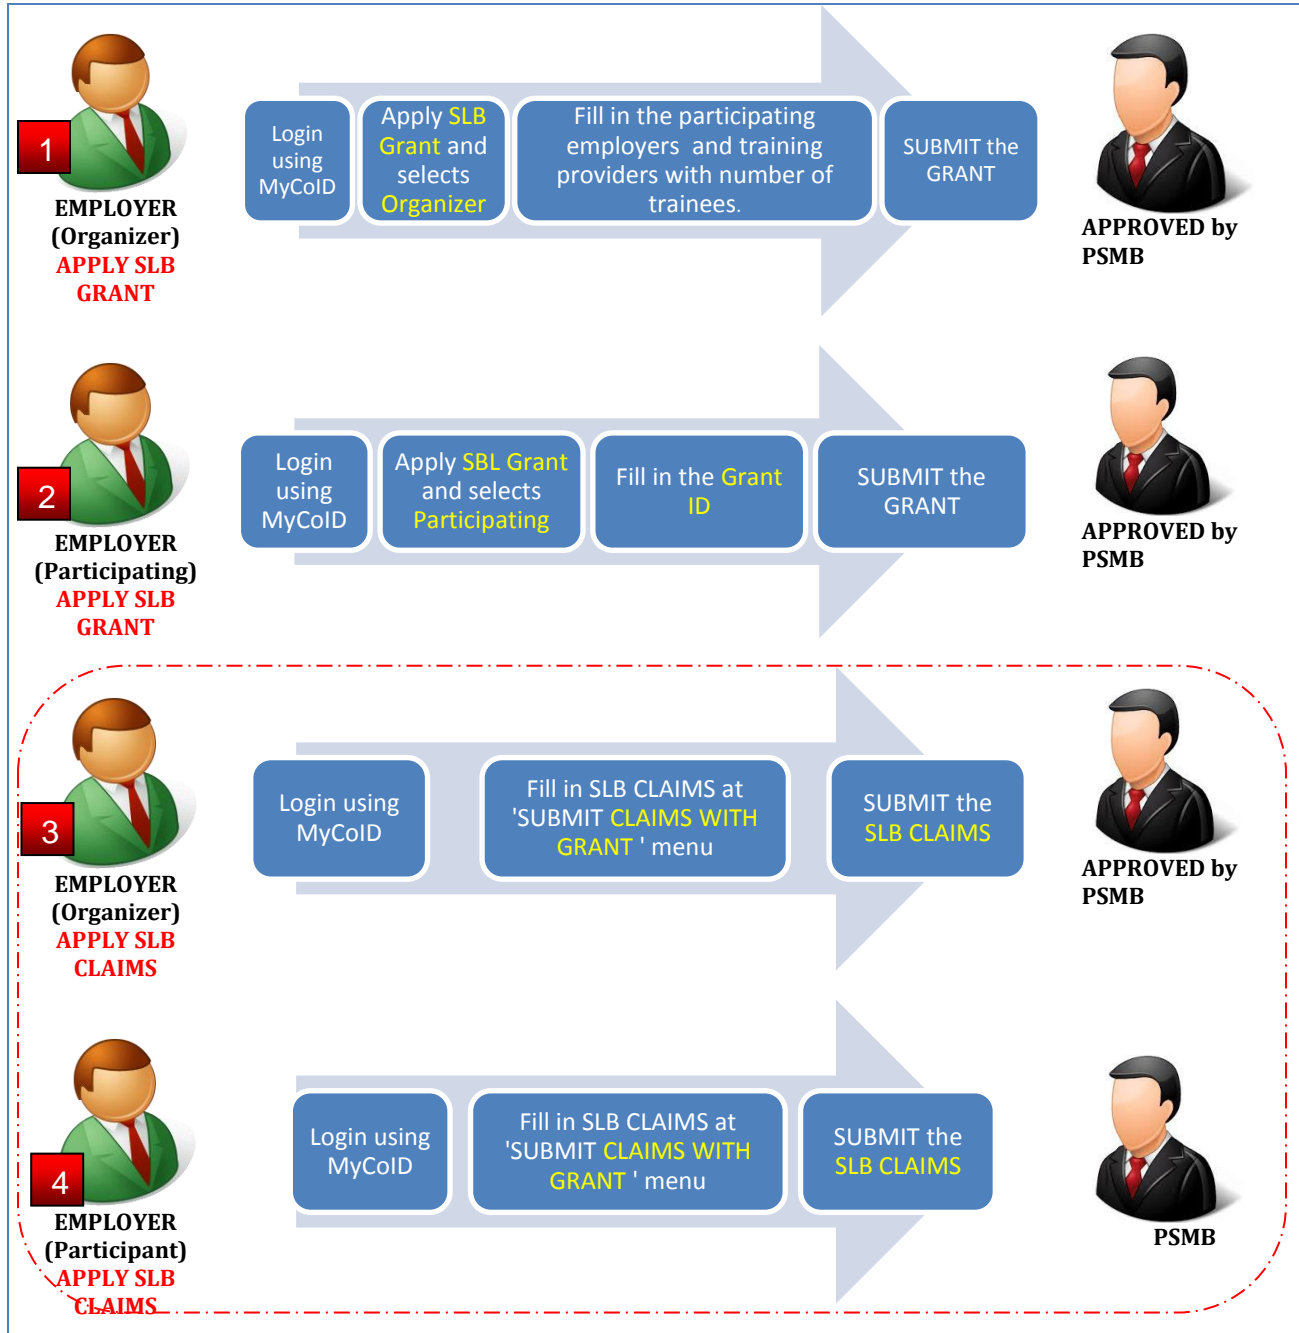 1
EMPLOYER
(Organizer)
APPLY SLB
GRANT
Login
using
MyCoID
Apply SLB
Grant and
selects
Organizer
Fill in the participating
employers and training
providers with number of
trainees.
SUBMIT the
GRANT
APPROVED by
PSMB
2
EMPLOYER
(Participating)
APPLY SLB
GRANT
Login
using
MyCoID
Apply SBL Grant
and selects
Participating
Fill in the Grant
ID
SUBMIT the
GRANT
APPROVED by
PSMB
3
EMPLOYER
(Organizer)
APPLY SLB
CLAIMS
Login using
MyCoID
Fill in SLB CLAIMS at
'SUBMIT CLAIMS WITH
GRANT ' menu
SUBMIT the
SLB CLAIMS
APPROVED by
PSMB
4
EMPLOYER
(Participant)
APPLY SLB
CLAIMS
Login using
MyCoID
Fill in SLB CLAIMS at
'SUBMIT CLAIMS WITH
GRANT ' menu
SUBMIT the
SLB CLAIMS
PSMB